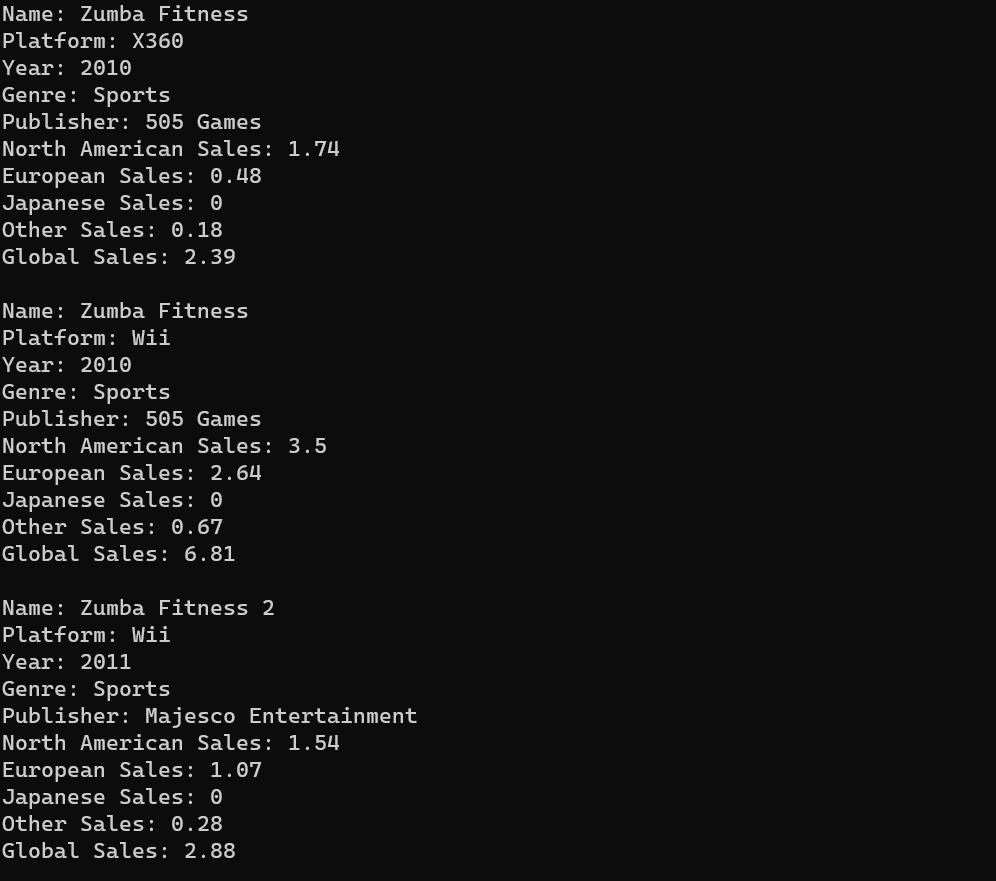 Name: Zumba Fitness
Platform: X360
Year: 2010
Genre: Sports
Publisher: 505 Games
North American Sales: 1.74
European Sales: 0.48
Japanese Sales: 0
Other Sales: 0.18
Global Sales: 2.39

Name: Zumba Fitness
Platform: Wii
Year: 2010
Genre: Sports
Publisher: 505 Games
North American Sales: 3.5
European Sales: 2.64
Japanese Sales: 0
Other Sales: 0.67
Global Sales: 6.81

Name: Zumba Fitness 2
Platform: Wii
Year: 2011
Genre: Sports
Publisher: Majesco Entertainment
North American Sales: 1.54
European Sales: 1.07
Japanese Sales: 0
Other Sales: 0.28
Global Sales: 2.88